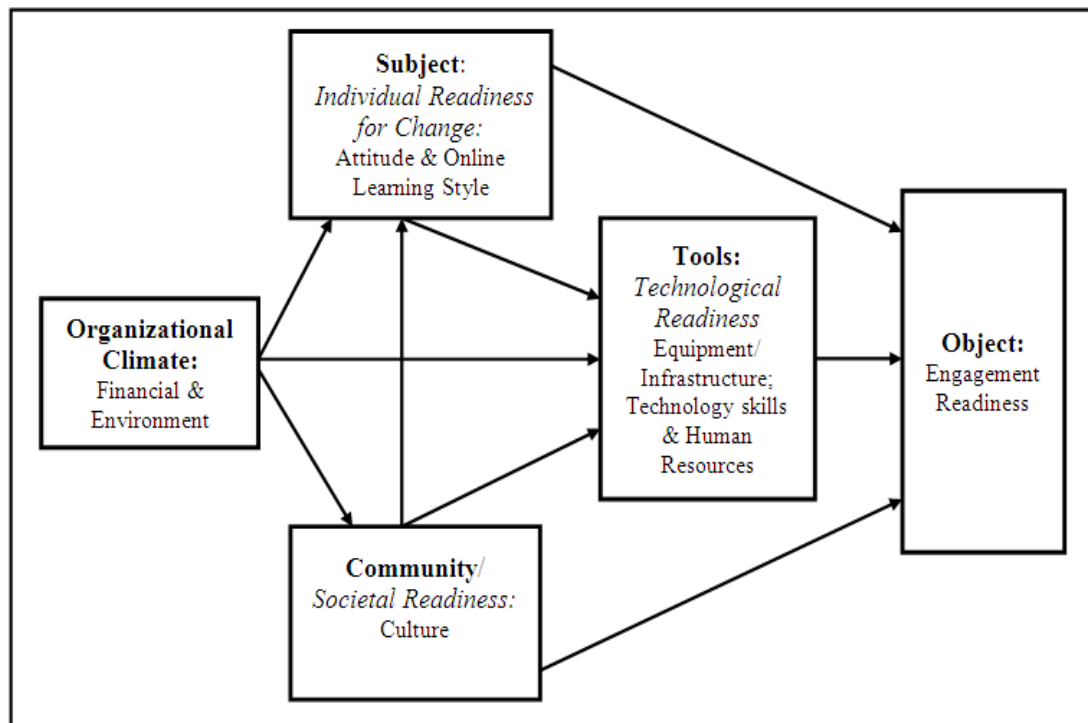 Subject:
Individual Readiness
for Change:
Attitude & Online
Learning Style
Organizational
Climate:
Financial &
Environment
Tools:
Technological
Readiness
Equipment/
Infrastructure;
Technology skills
& Human
Resources
Object:
Engagement
Readiness
Community/
Societal Readiness:
Culture